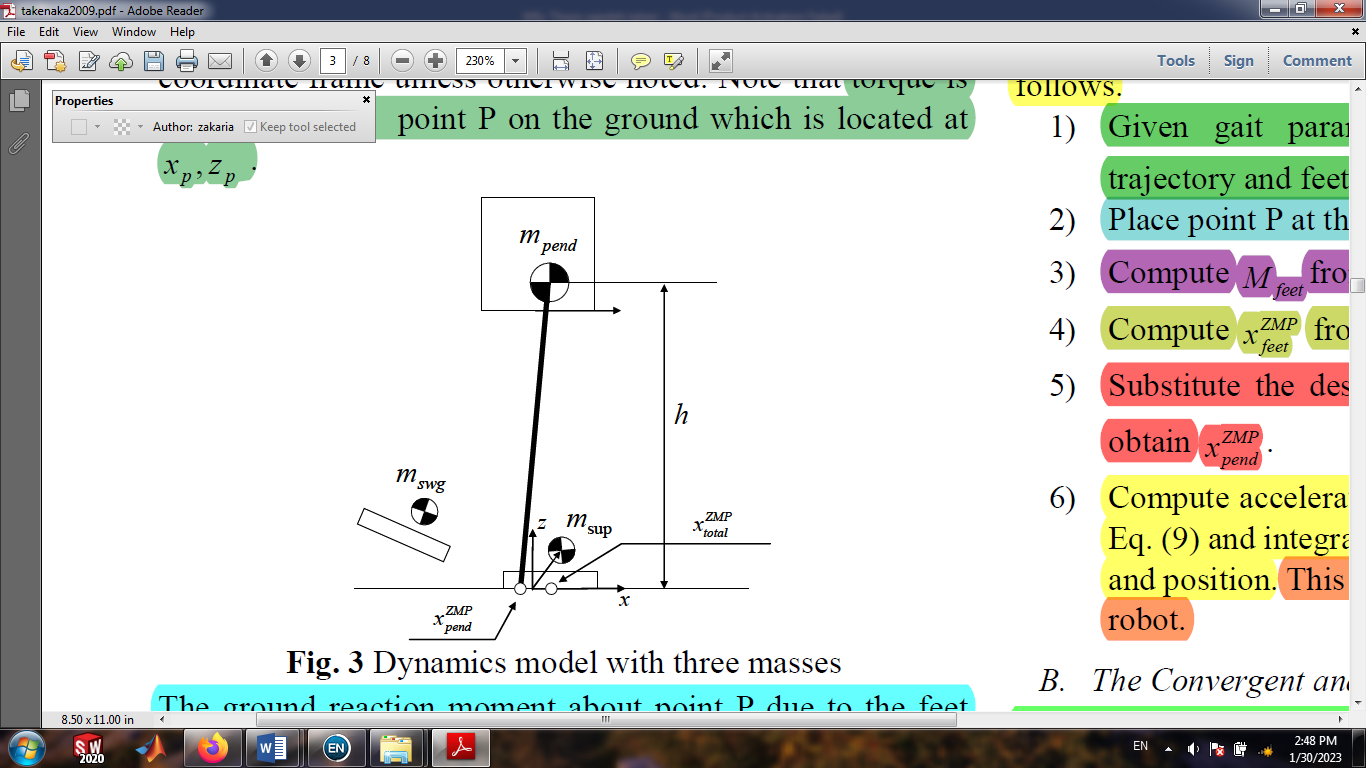 takenaka2009.pdf - Adobe Reader
File Edit View Window Help
3 / 8 230% Tools Sign Comment
Properties
Author: zakaria Keep tool selected
coordinate frame unless otherwise noted. Note that torque is
point P on the ground which is located at
x_p, z_p .
m_pend
h
m_swg
z
m_sup
x_total^ZMP
x
x_pend^ZMP
Fig. 3 Dynamics model with three masses
The ground reaction moment about point P due to the feet
follows.
1) Given gait param
trajectory and feet
2) Place point P at th
3) Compute M_feet fro
4) Compute x_feet^ZMP fro
5) Substitute the des
obtain x_pend^ZMP .
6) Compute accelera
Eq. (9) and integra
and position. This
robot.
B. The Convergent an
8.50 x 11.00 in
SW
2020
W
EN
EN
2:48 PM
1/30/2023